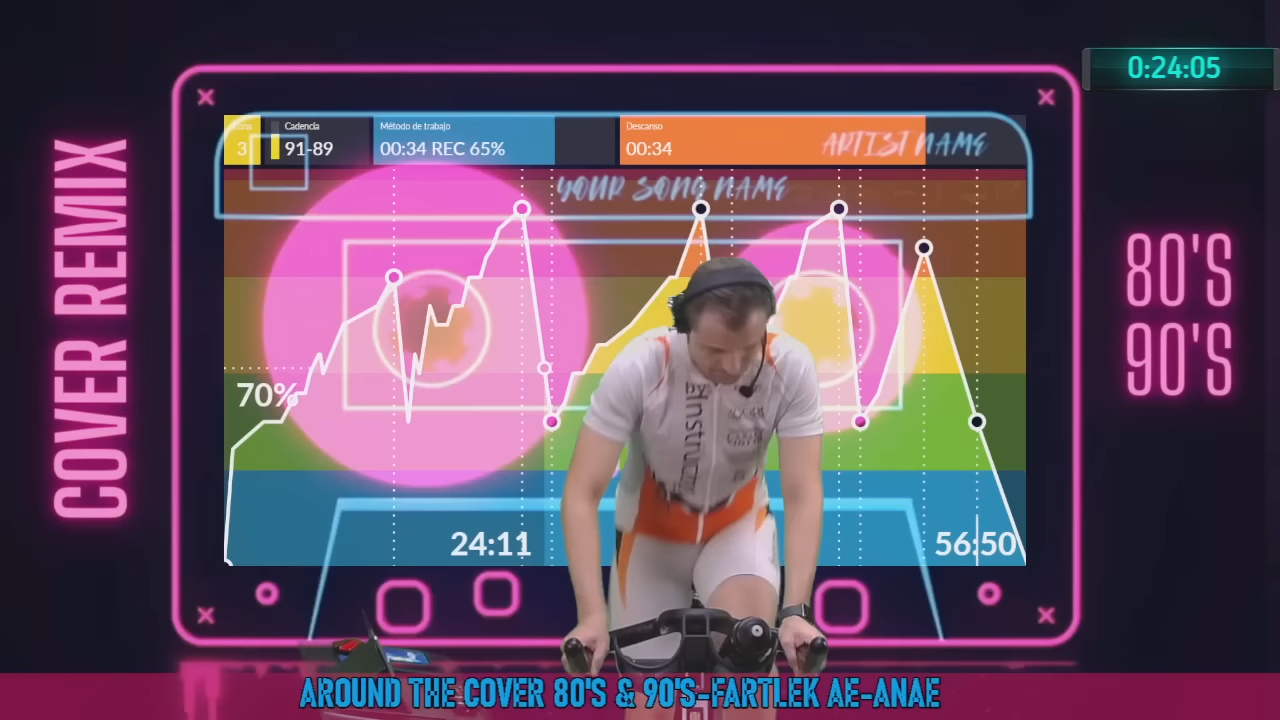 0:24:05
COVER REMIX
Zona
3
Cadencia
91-89
Método de trabajo
00:34 REC 65%
Descanso
00:34
ARTIST NAME
YOUR SONG NAME
80'S
90'S
70%
24:11
56:50
AROUND THE COVER 80'S & 90'S-FARTLEK AE-ANAE